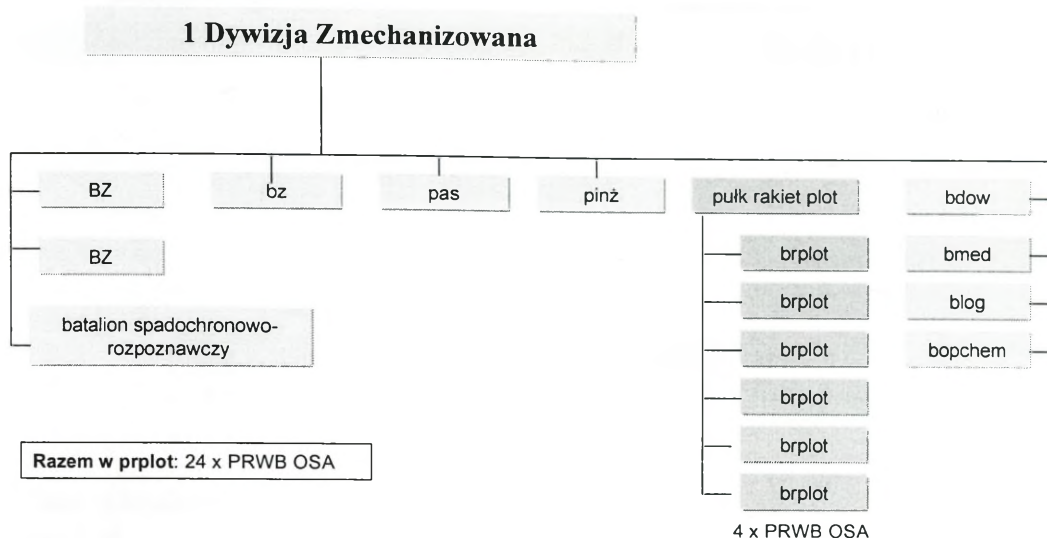 1 Dywizja Zmechanizowana
BZ
bz
pas
pinż
pułk rakiet plot
bdow
BZ
brplot
bmed
brplot
blog
batalion spadochronowo-
rozpoznawczy
brplot
bopchem
brplot
brplot
brplot
Razem w prplot: 24 x PRWB OSA
4 x PRWB OSA